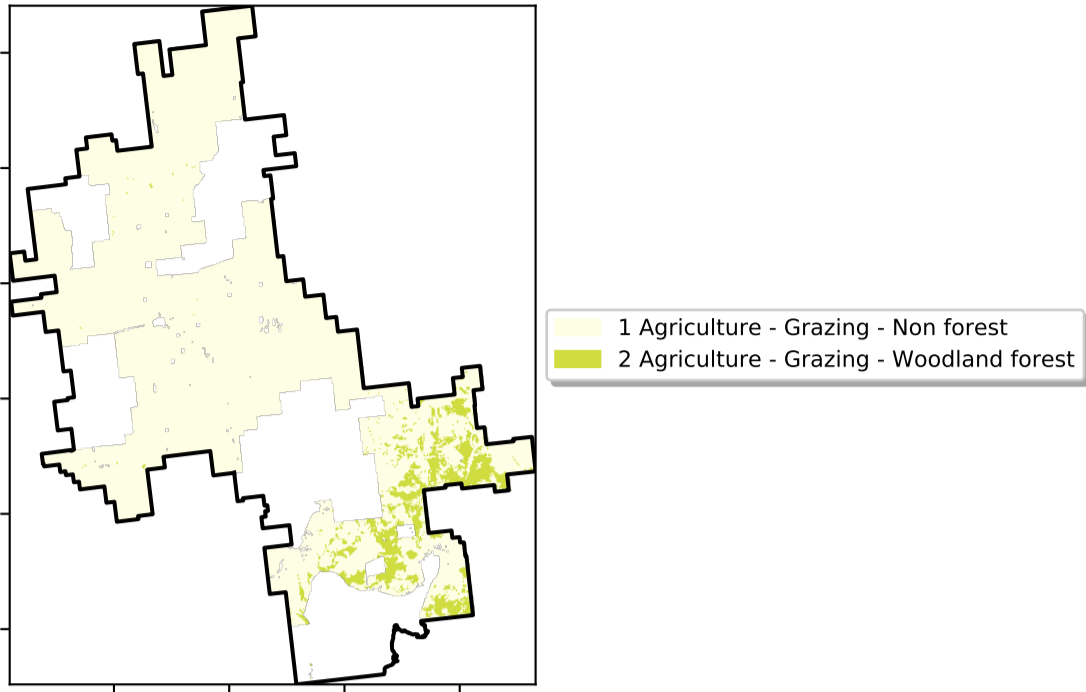 1 Agriculture - Grazing - Non forest
2 Agriculture - Grazing - Woodland forest